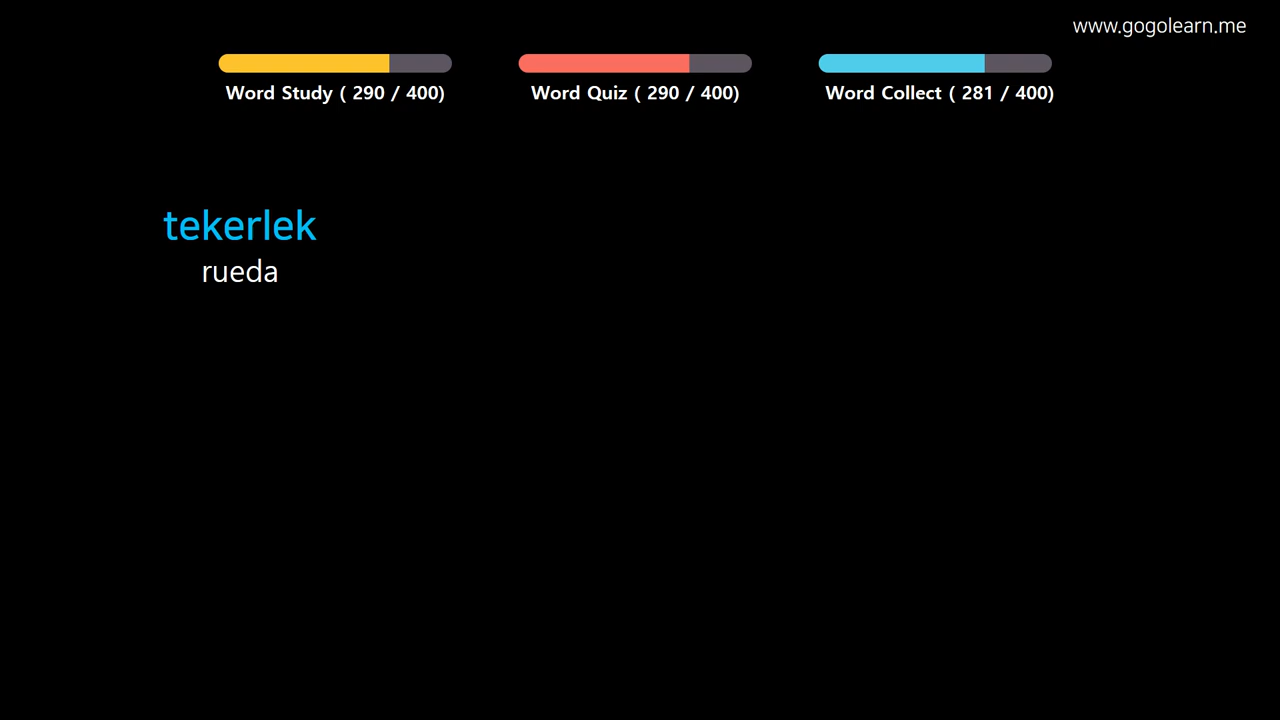 www.gogolearn.me
Word Study ( 290 / 400)
Word Quiz ( 290 / 400)
Word Collect ( 281 / 400)
tekerlek
rueda